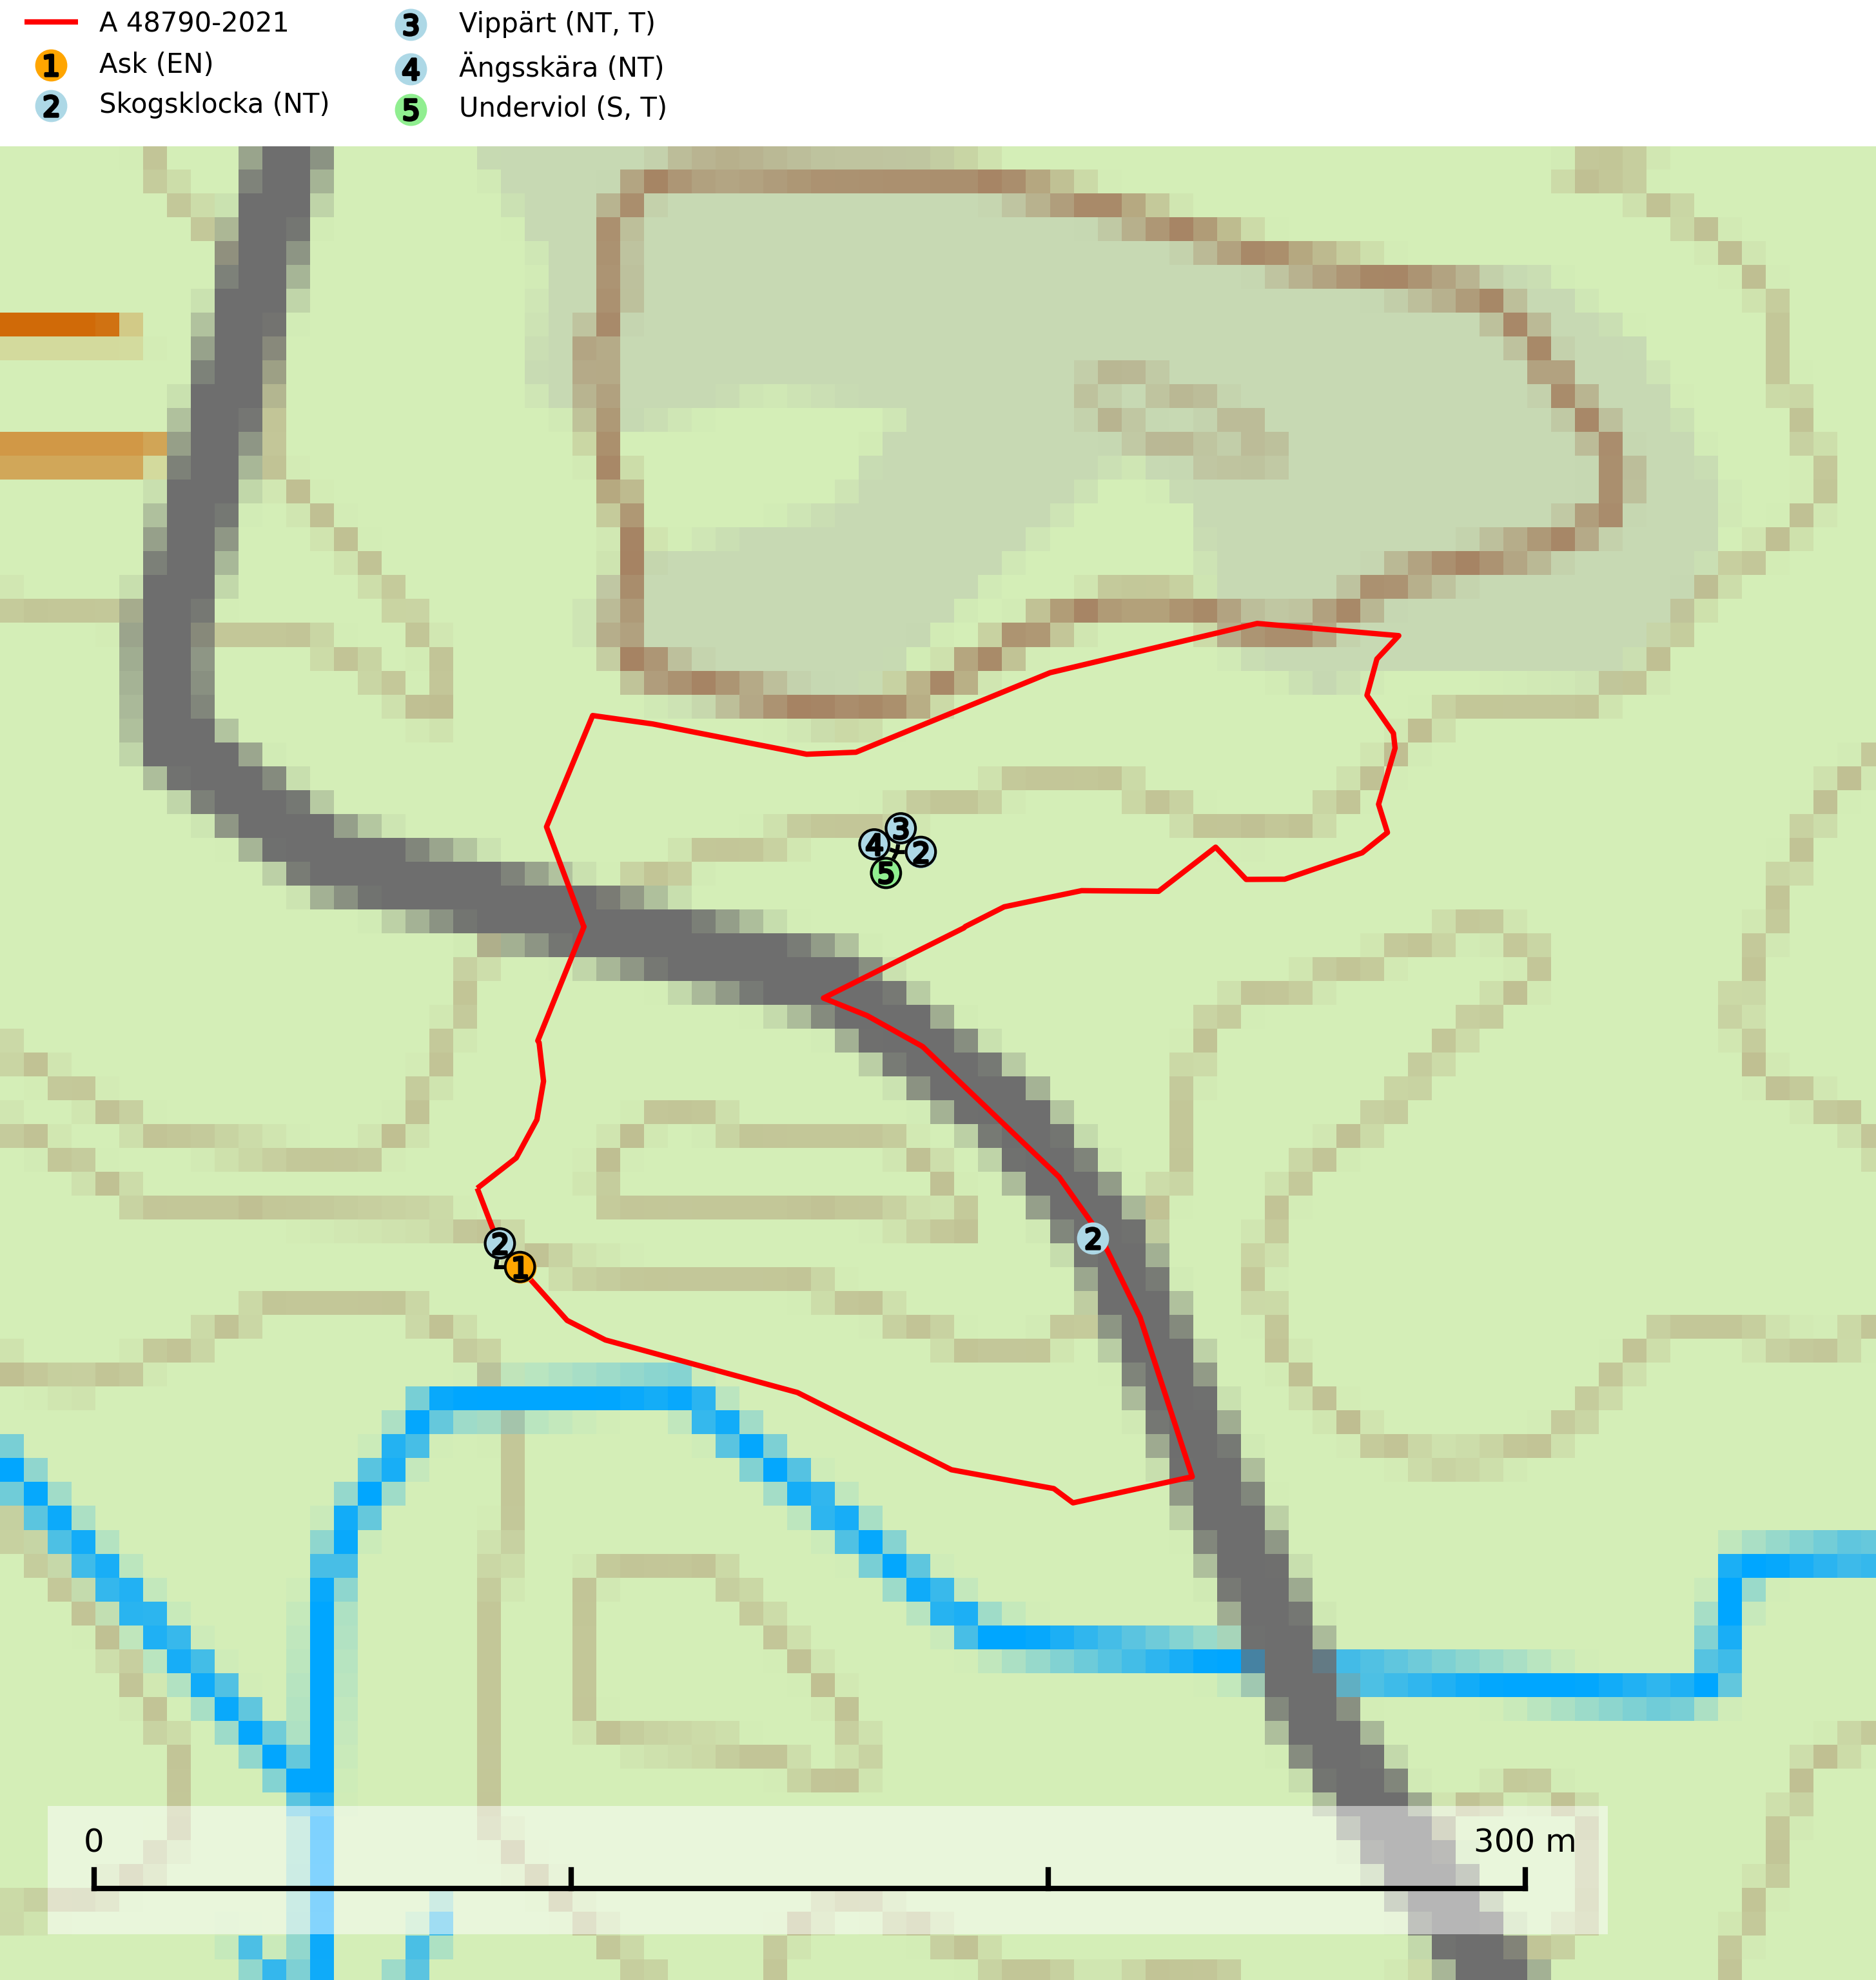 A 48790-2021
1 Ask (EN)
2 Skogsklocka (NT)
3 Vippärt (NT, T)
4 Ängsskära (NT)
5 Underviol (S, T)
3
4 2
5
2
2
1
0 300 m